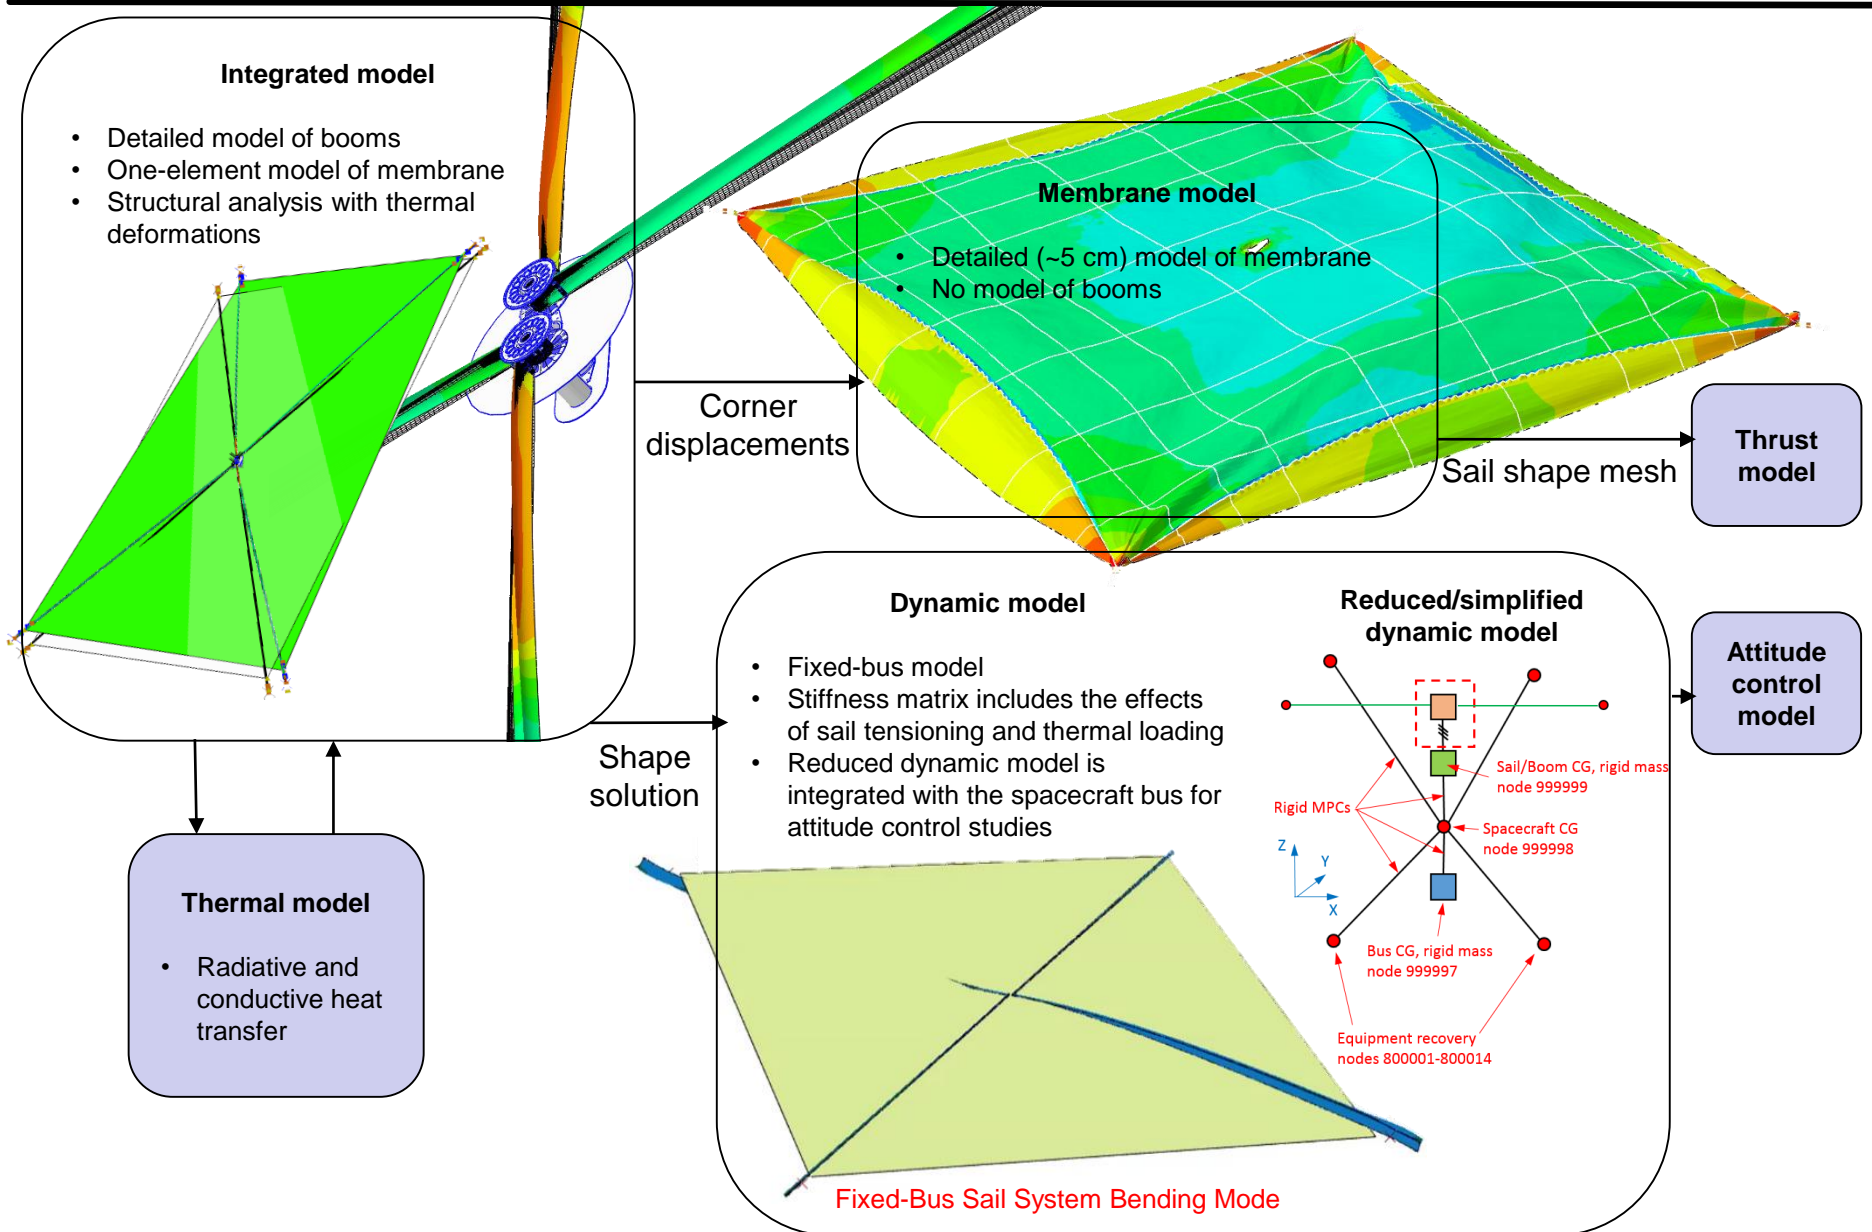 Integrated model
• Detailed model of booms
• One-element model of membrane
• Structural analysis with thermal
deformations
Membrane model
• Detailed (~5 cm) model of membrane
• No model of booms
Corner
displacements
Sail shape mesh
Thrust
model
Shape
solution
Thermal model
• Radiative and
conductive heat
transfer
Dynamic model
• Fixed-bus model
• Stiffness matrix includes the effects
of sail tensioning and thermal loading
• Reduced dynamic model is
integrated with the spacecraft bus for
attitude control studies
Fixed-Bus Sail System Bending Mode
Reduced/simplified
dynamic model
Sail/Boom CG, rigid mass
node 999999
Rigid MPCs
Spacecraft CG
node 999998
Z
Y
X
Bus CG, rigid mass
node 999997
Equipment recovery
nodes 800001-800014
Attitude
control
model